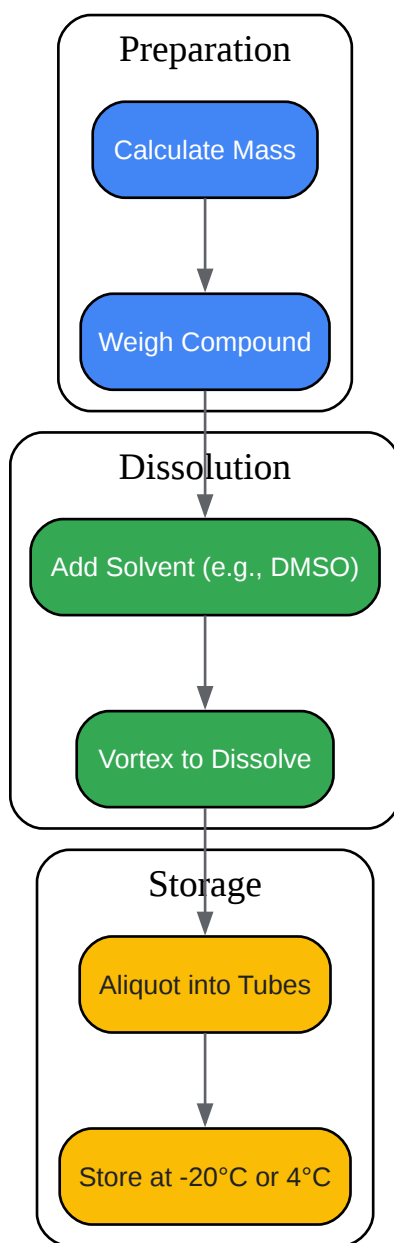 Preparation
Calculate Mass
Weigh Compound
Dissolution
Add Solvent (e.g., DMSO)
Vortex to Dissolve
Storage
Aliquot into Tubes
Store at -20°C or 4°C